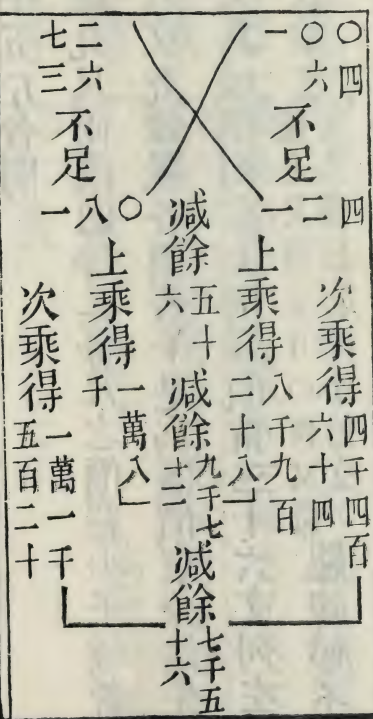 一〇〇
六四
不足
一二四
上乘得八千九百二十八
次乘得四千四百六十四
減餘五十六
減餘九千七十二
減餘七千五十六
七二
三六
不足
一八〇
上乘得一萬八千
次乘得一萬一千五百二十